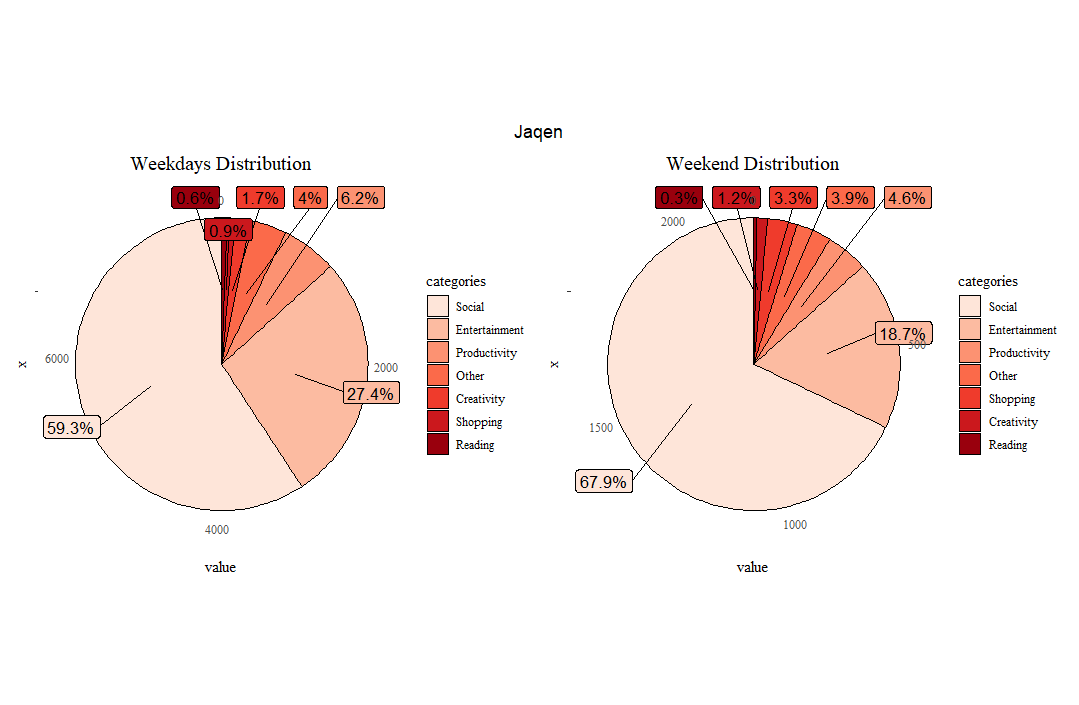 Jaqen
Weekdays Distribution
0.6%
1.7%
4%
6.2%
0.9%
27.4%
59.3%
2000
4000
6000
x
value
categories
Social
Entertainment
Productivity
Other
Creativity
Shopping
Reading
Weekend Distribution
0.3%
1.2%
3.3%
3.9%
4.6%
18.7%
67.9%
500
1000
1500
2000
x
value
categories
Social
Entertainment
Productivity
Other
Shopping
Creativity
Reading